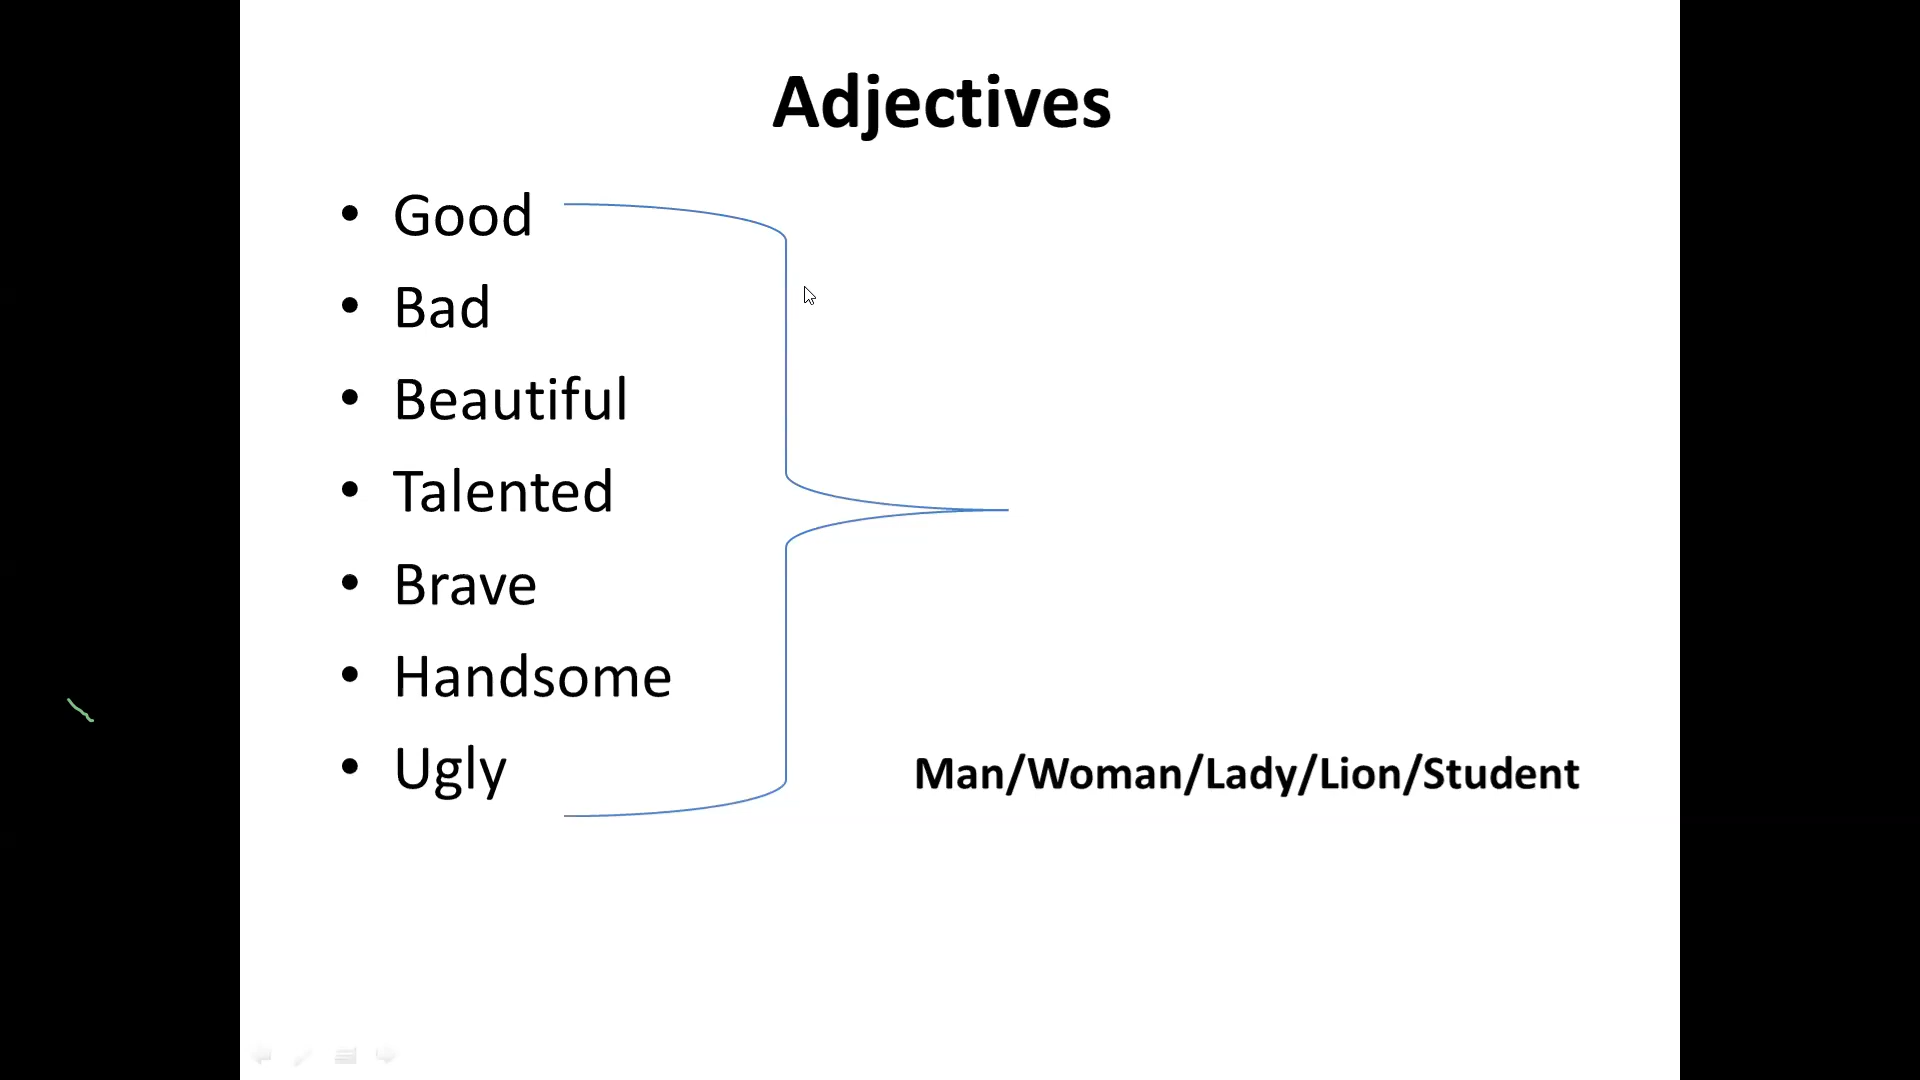 Adjectives
• Good
• Bad
• Beautiful
• Talented
• Brave
• Handsome
• Ugly
Man/Woman/Lady/Lion/Student